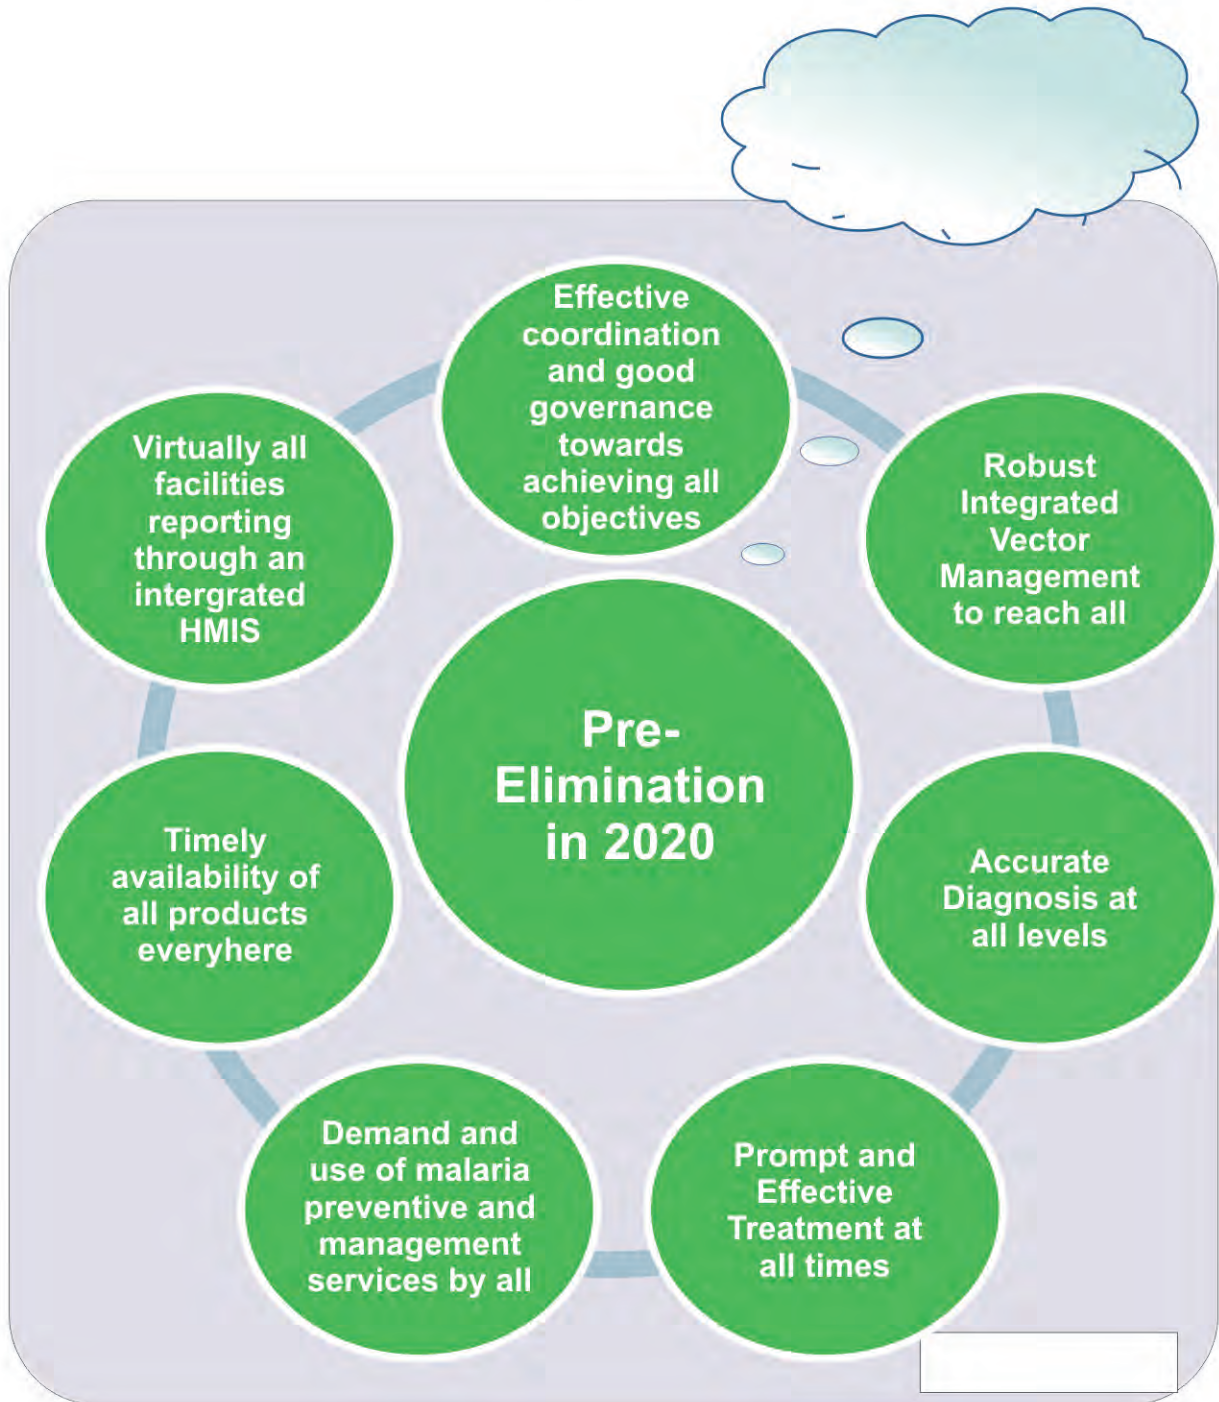 Effective
coordination
and good
governance
towards
achieving all
objectives
Robust
Integrated
Vector
Management
to reach all
Accurate
Diagnosis at
all levels
Prompt and
Effective
Treatment at
all times
Demand and
use of malaria
preventive and
management
services by all
Timely
availability of
all products
everyhere
Virtually all
facilities
reporting
through an
intergrated
HMIS
Pre-
Elimination
in 2020